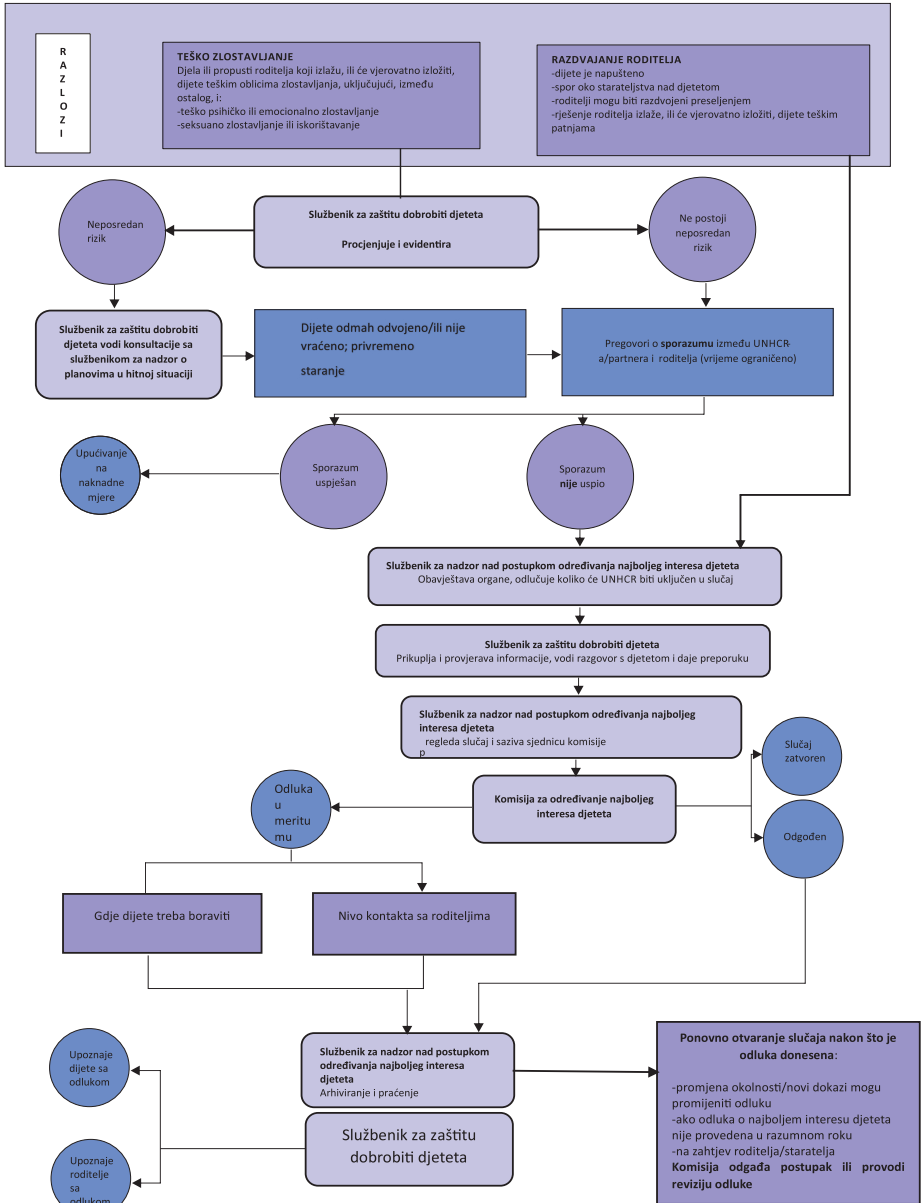 R
A
Z
L
O
Z
I
TEŠKO ZLOSTAVLJANJE
Djela ili propusti roditelja koji izlažu, ili će vjerovatno izložiti,
dijete teškim oblicima zlostavljanja, uključujući, između
ostalog, i:
-teško psihičko ili emocionalno zlostavljanje
-seksuano zlostavljanje ili iskorištavanje
RAZDVAJANJE RODITELJA
-dijete je napušteno
-spor oko starateljstva nad djetetom
-roditelji mogu biti razdvojeni preseljenjem
-rješenje roditelja izlaže, ili će vjerovatno izložiti, dijete teškim
patnjama
Neposredan
rizik
Službenik za zaštitu dobrobiti djeteta
Procjenjuje i evidentira
Ne postoji
neposredan
rizik
Službenik za zaštitu dobrobiti
djeteta vodi konsultacije sa
službenikom za nadzor o
planovima u hitnoj situaciji
Dijete odmah odvojeno/ili nije
vraćeno; privremeno
staranje
Pregovori o sporazumu između UNHCR-
a/partnera i roditelja (vrijeme ograničeno)
Upućivanje
na
naknadne
mjere
Sporazum
uspješan
Sporazum
nije uspio
Službenik za nadzor nad postupkom određivanja najboljeg interesa djeteta
Obavještava organe, odlučuje koliko će UNHCR biti uključen u slučaj
Službenik za zaštitu dobrobiti djeteta
Prikuplja i provjerava informacije, vodi razgovor s djetetom i daje preporuku
Službenik za nadzor nad postupkom određivanja najboljeg
interesa djeteta
regleda slučaj i saziva sjednicu komisije
p
Slučaj
zatvoren
Odluka
u
meritu
mu
Komisija za određivanje najboljeg
interesa djeteta
Odgođen
Gdje dijete treba boraviti
Nivo kontakta sa roditeljima
Upoznaje
dijete sa
odlukom
Službenik za nadzor nad postupkom
određivanja najboljeg interesa
djeteta
Arhiviranje i praćenje
Ponovno otvaranje slučaja nakon što je
odluka donesena:
-promjena okolnosti/novi dokazi mogu
promijeniti odluku
-ako odluka o najboljem interesu djeteta
nije provedena u razumnom roku
-na zahtjev roditelja/staratelja
Komisija odgađa postupak ili provodi
reviziju odluke
Službenik za zaštitu
dobrobiti djeteta
Upoznaje
roditelje
sa
odlukom